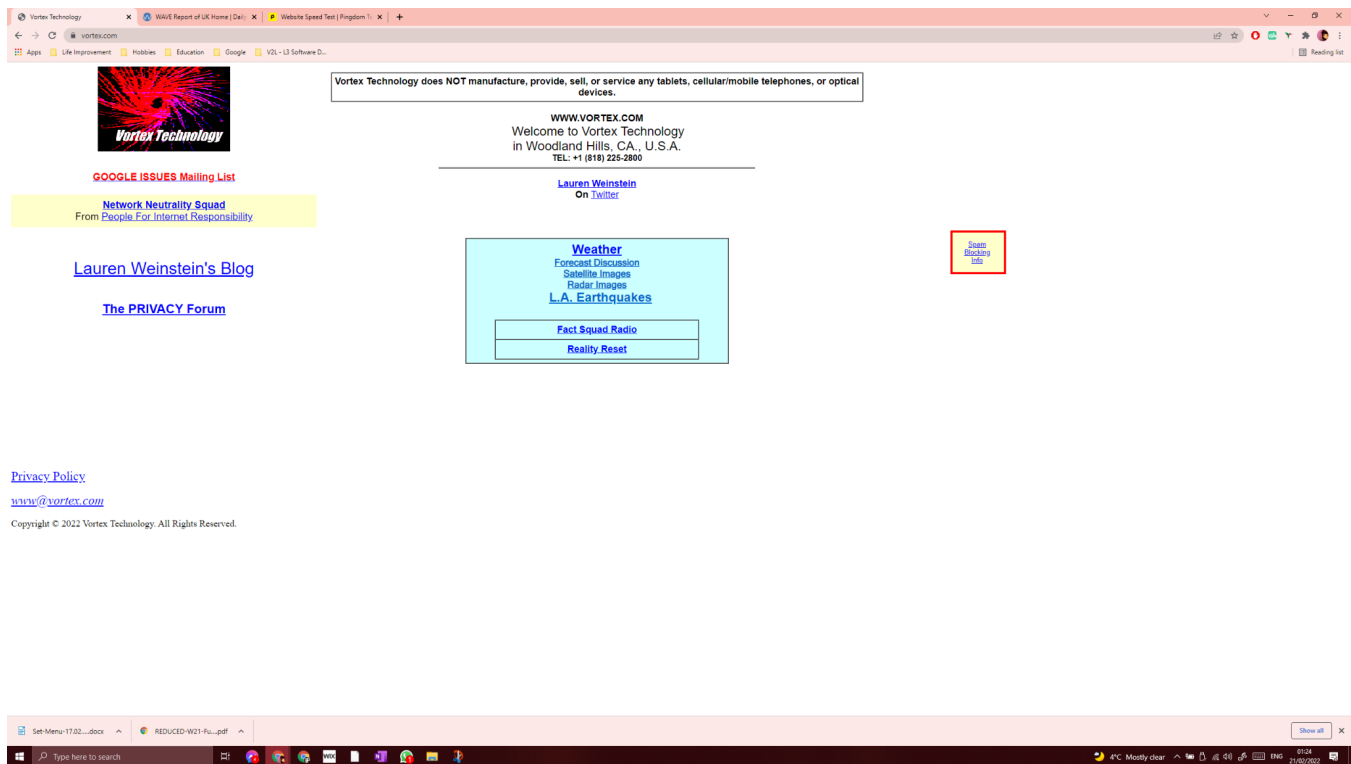 Vortex Technology
WAVE Report of UK Home | Daily
Website Speed Test | Pingdom T
vortex.com
Apps
Life Improvement
Hobbies
Education
Google
V2L - L3 Software D...
Reading list
Vortex Technology
GOOGLE ISSUES Mailing List
Network Neutrality Squad
From People For Internet Responsibility
Lauren Weinstein's Blog
The PRIVACY Forum
Vortex Technology does NOT manufacture, provide, sell, or service any tablets, cellular/mobile telephones, or optical
devices.
WWW.VORTEX.COM
Welcome to Vortex Technology
in Woodland Hills, CA., U.S.A.
TEL: +1 (818) 225-2800
Lauren Weinstein
On Twitter
Weather
Forecast Discussion
Satellite Images
Radar Images
L.A. Earthquakes
Fact Squad Radio
Reality Reset
Spam
Blocking
Info
Privacy Policy
www@vortex.com
Copyright © 2022 Vortex Technology. All Rights Reserved.
Set-Menu-17.02....docx
REDUCED-W21-Fu....pdf
Show all
Type here to search
WIX
4°C Mostly clear
ENG
01:24
21/02/2022